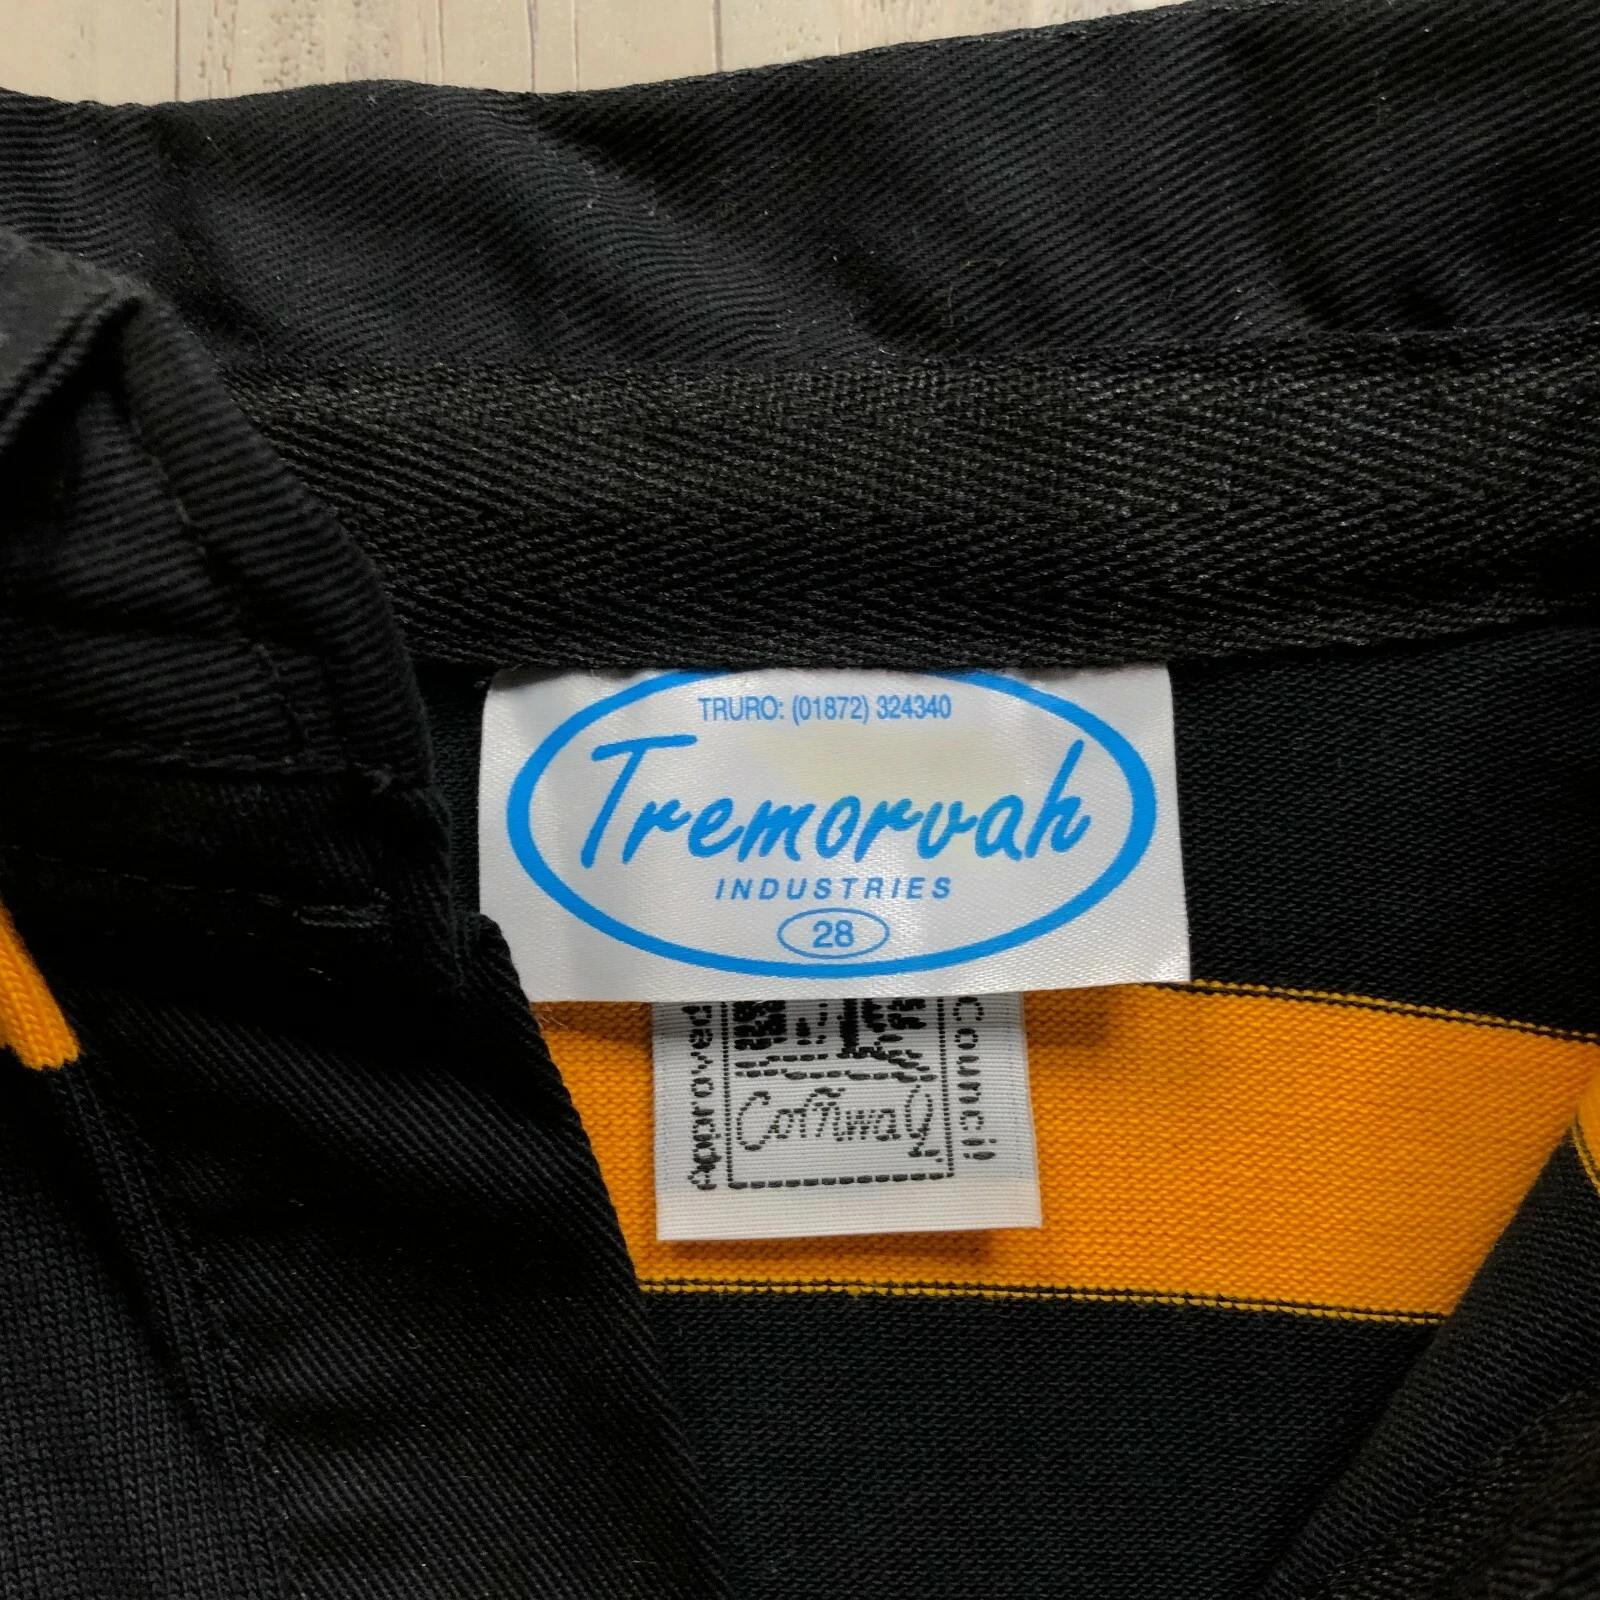 TRURO: (01872) 324340
Tremorvah
INDUSTRIES
28
Approved
Cornwall
Council